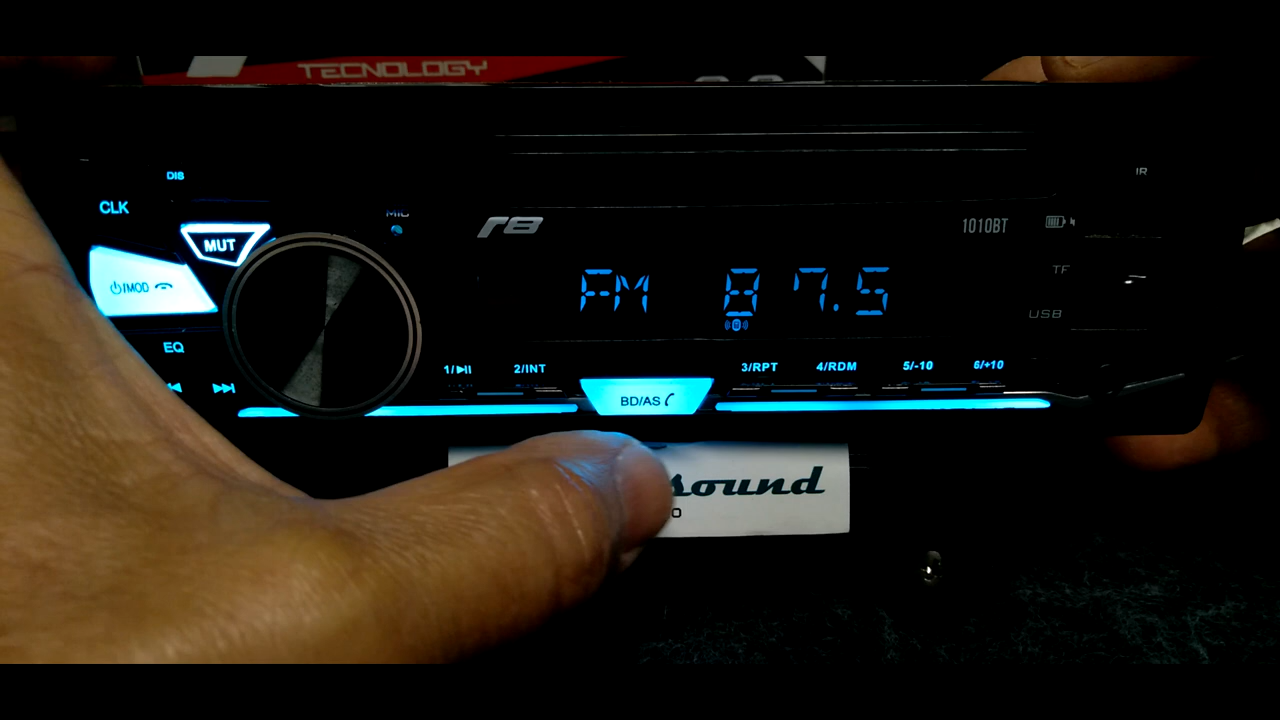 TECNOLOGY
DIS
IR
CLK
MIC
MUT
r8
1010BT
FM 87.5
TF
/MOD
USB
EQ
1/
2/INT
3/RPT
4/RDM
5/-10
6/+10
BD/AS
sound